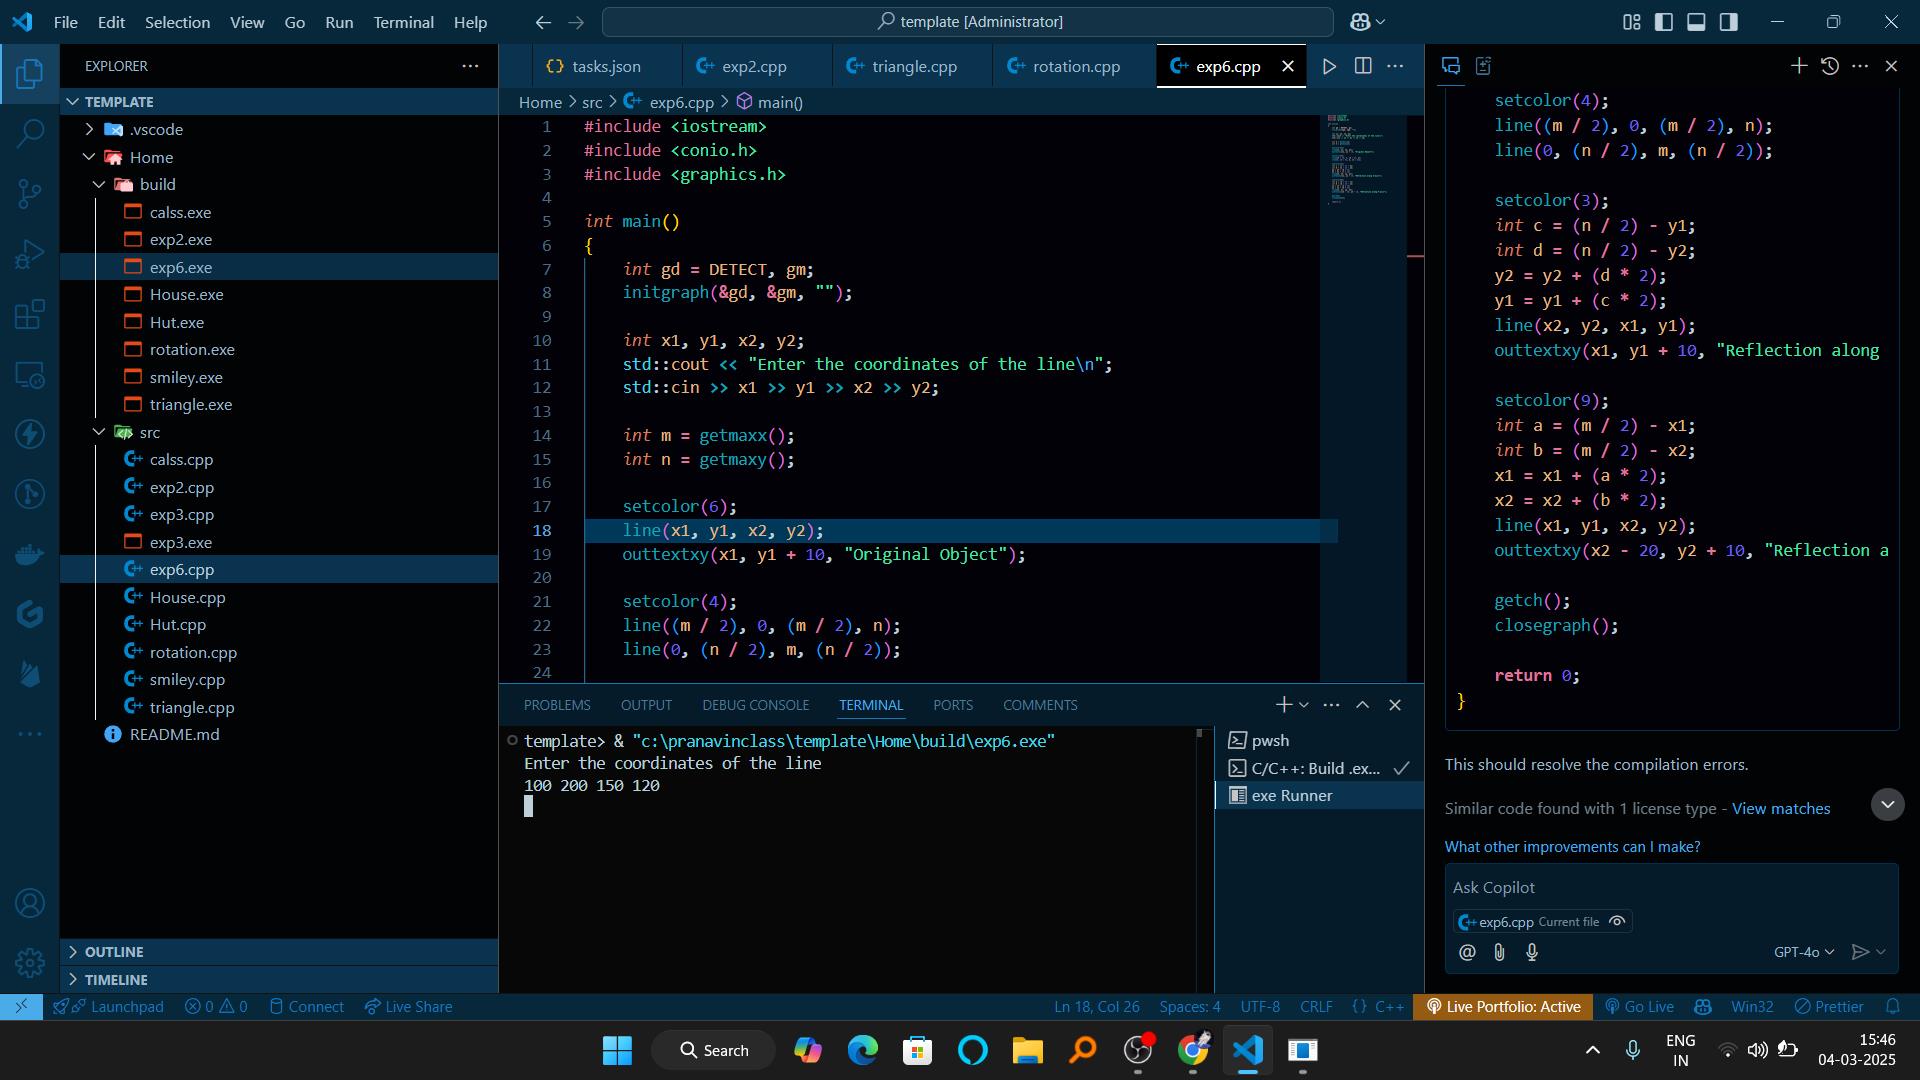 File Edit Selection View Go Run Terminal Help
template [Administrator]
EXPLORER
TEMPLATE
.vscode
Home
build
calss.exe
exp2.exe
exp6.exe
House.exe
Hut.exe
rotation.exe
smiley.exe
triangle.exe
src
calss.cpp
exp2.cpp
exp3.cpp
exp3.exe
exp6.cpp
House.cpp
Hut.cpp
rotation.cpp
smiley.cpp
triangle.cpp
README.md
OUTLINE
TIMELINE
tasks.json exp2.cpp triangle.cpp rotation.cpp exp6.cpp
Home > src > exp6.cpp > main()
1 #include <iostream>
2 #include <conio.h>
3 #include <graphics.h>
4
5 int main()
6 {
7 int gd = DETECT, gm;
8 initgraph(&gd, &gm, "");
9
10 int x1, y1, x2, y2;
11 std::cout << "Enter the coordinates of the line\n";
12 std::cin >> x1 >> y1 >> x2 >> y2;
13
14 int m = getmaxx();
15 int n = getmaxy();
16
17 setcolor(6);
18 line(x1, y1, x2, y2);
19 outtextxy(x1, y1 + 10, "Original Object");
20
21 setcolor(4);
22 line((m / 2), 0, (m / 2), n);
23 line(0, (n / 2), m, (n / 2));
24
PROBLEMS OUTPUT DEBUG CONSOLE TERMINAL PORTS COMMENTS
template> & "c:\pranavinclass\template\Home\build\exp6.exe"
Enter the coordinates of the line
100 200 150 120
pwsh
C/C++: Build .ex...
exe Runner
setcolor(4);
line((m / 2), 0, (m / 2), n);
line(0, (n / 2), m, (n / 2));
setcolor(3);
int c = (n / 2) - y1;
int d = (n / 2) - y2;
y2 = y2 + (d * 2);
y1 = y1 + (c * 2);
line(x2, y2, x1, y1);
outtextxy(x1, y1 + 10, "Reflection along
setcolor(9);
int a = (m / 2) - x1;
int b = (m / 2) - x2;
x1 = x1 + (a * 2);
x2 = x2 + (b * 2);
line(x1, y1, x2, y2);
outtextxy(x2 - 20, y2 + 10, "Reflection a
getch();
closegraph();
return 0;
}
This should resolve the compilation errors.
Similar code found with 1 license type - View matches
What other improvements can I make?
Ask Copilot
exp6.cpp Current file
@ GPT-4o
Launchpad 0 0 Connect Live Share
Ln 18, Col 26 Spaces: 4 UTF-8 CRLF {} C++ Live Portfolio: Active Go Live Win32 Prettier
Search
ENG
IN
15:46
04-03-2025